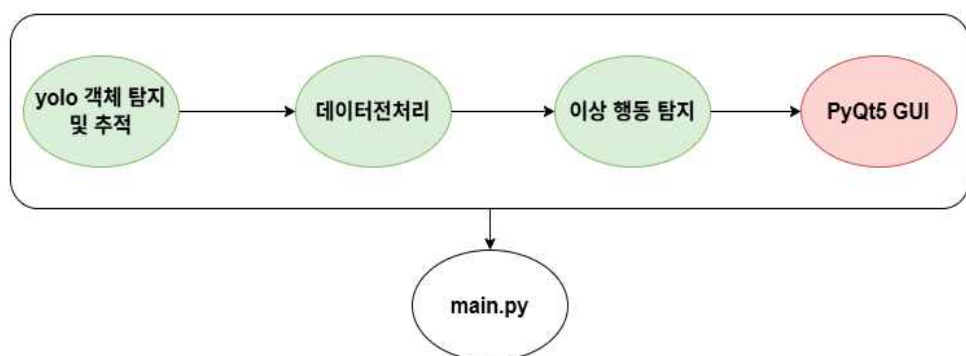 yolo 객체 탐지
및 추적
데이터전처리
이상 행동 탐지
PyQt5 GUI
main.py